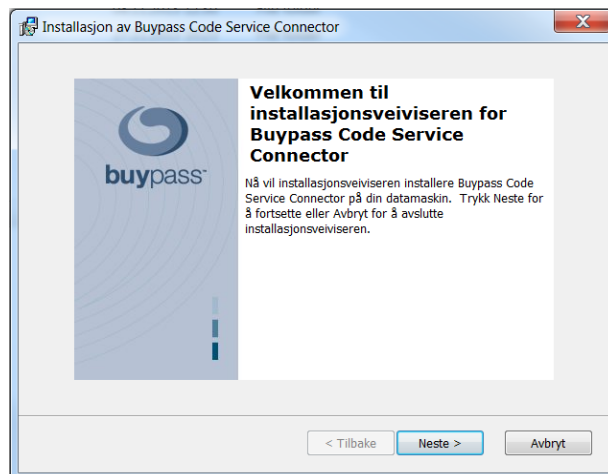 Installasjon av Buypass Code Service Connector
buypass
Velkommen til
installasjonsveiviseren for
Buypass Code Service
Connector
Nå vil installasjonsveiviseren installere Buypass Code
Service Connector på din datamaskin.  Trykk Neste for
å fortsette eller Avbryt for å avslutte
installasjonsveiviseren.
< Tilbake
Neste >
Avbryt